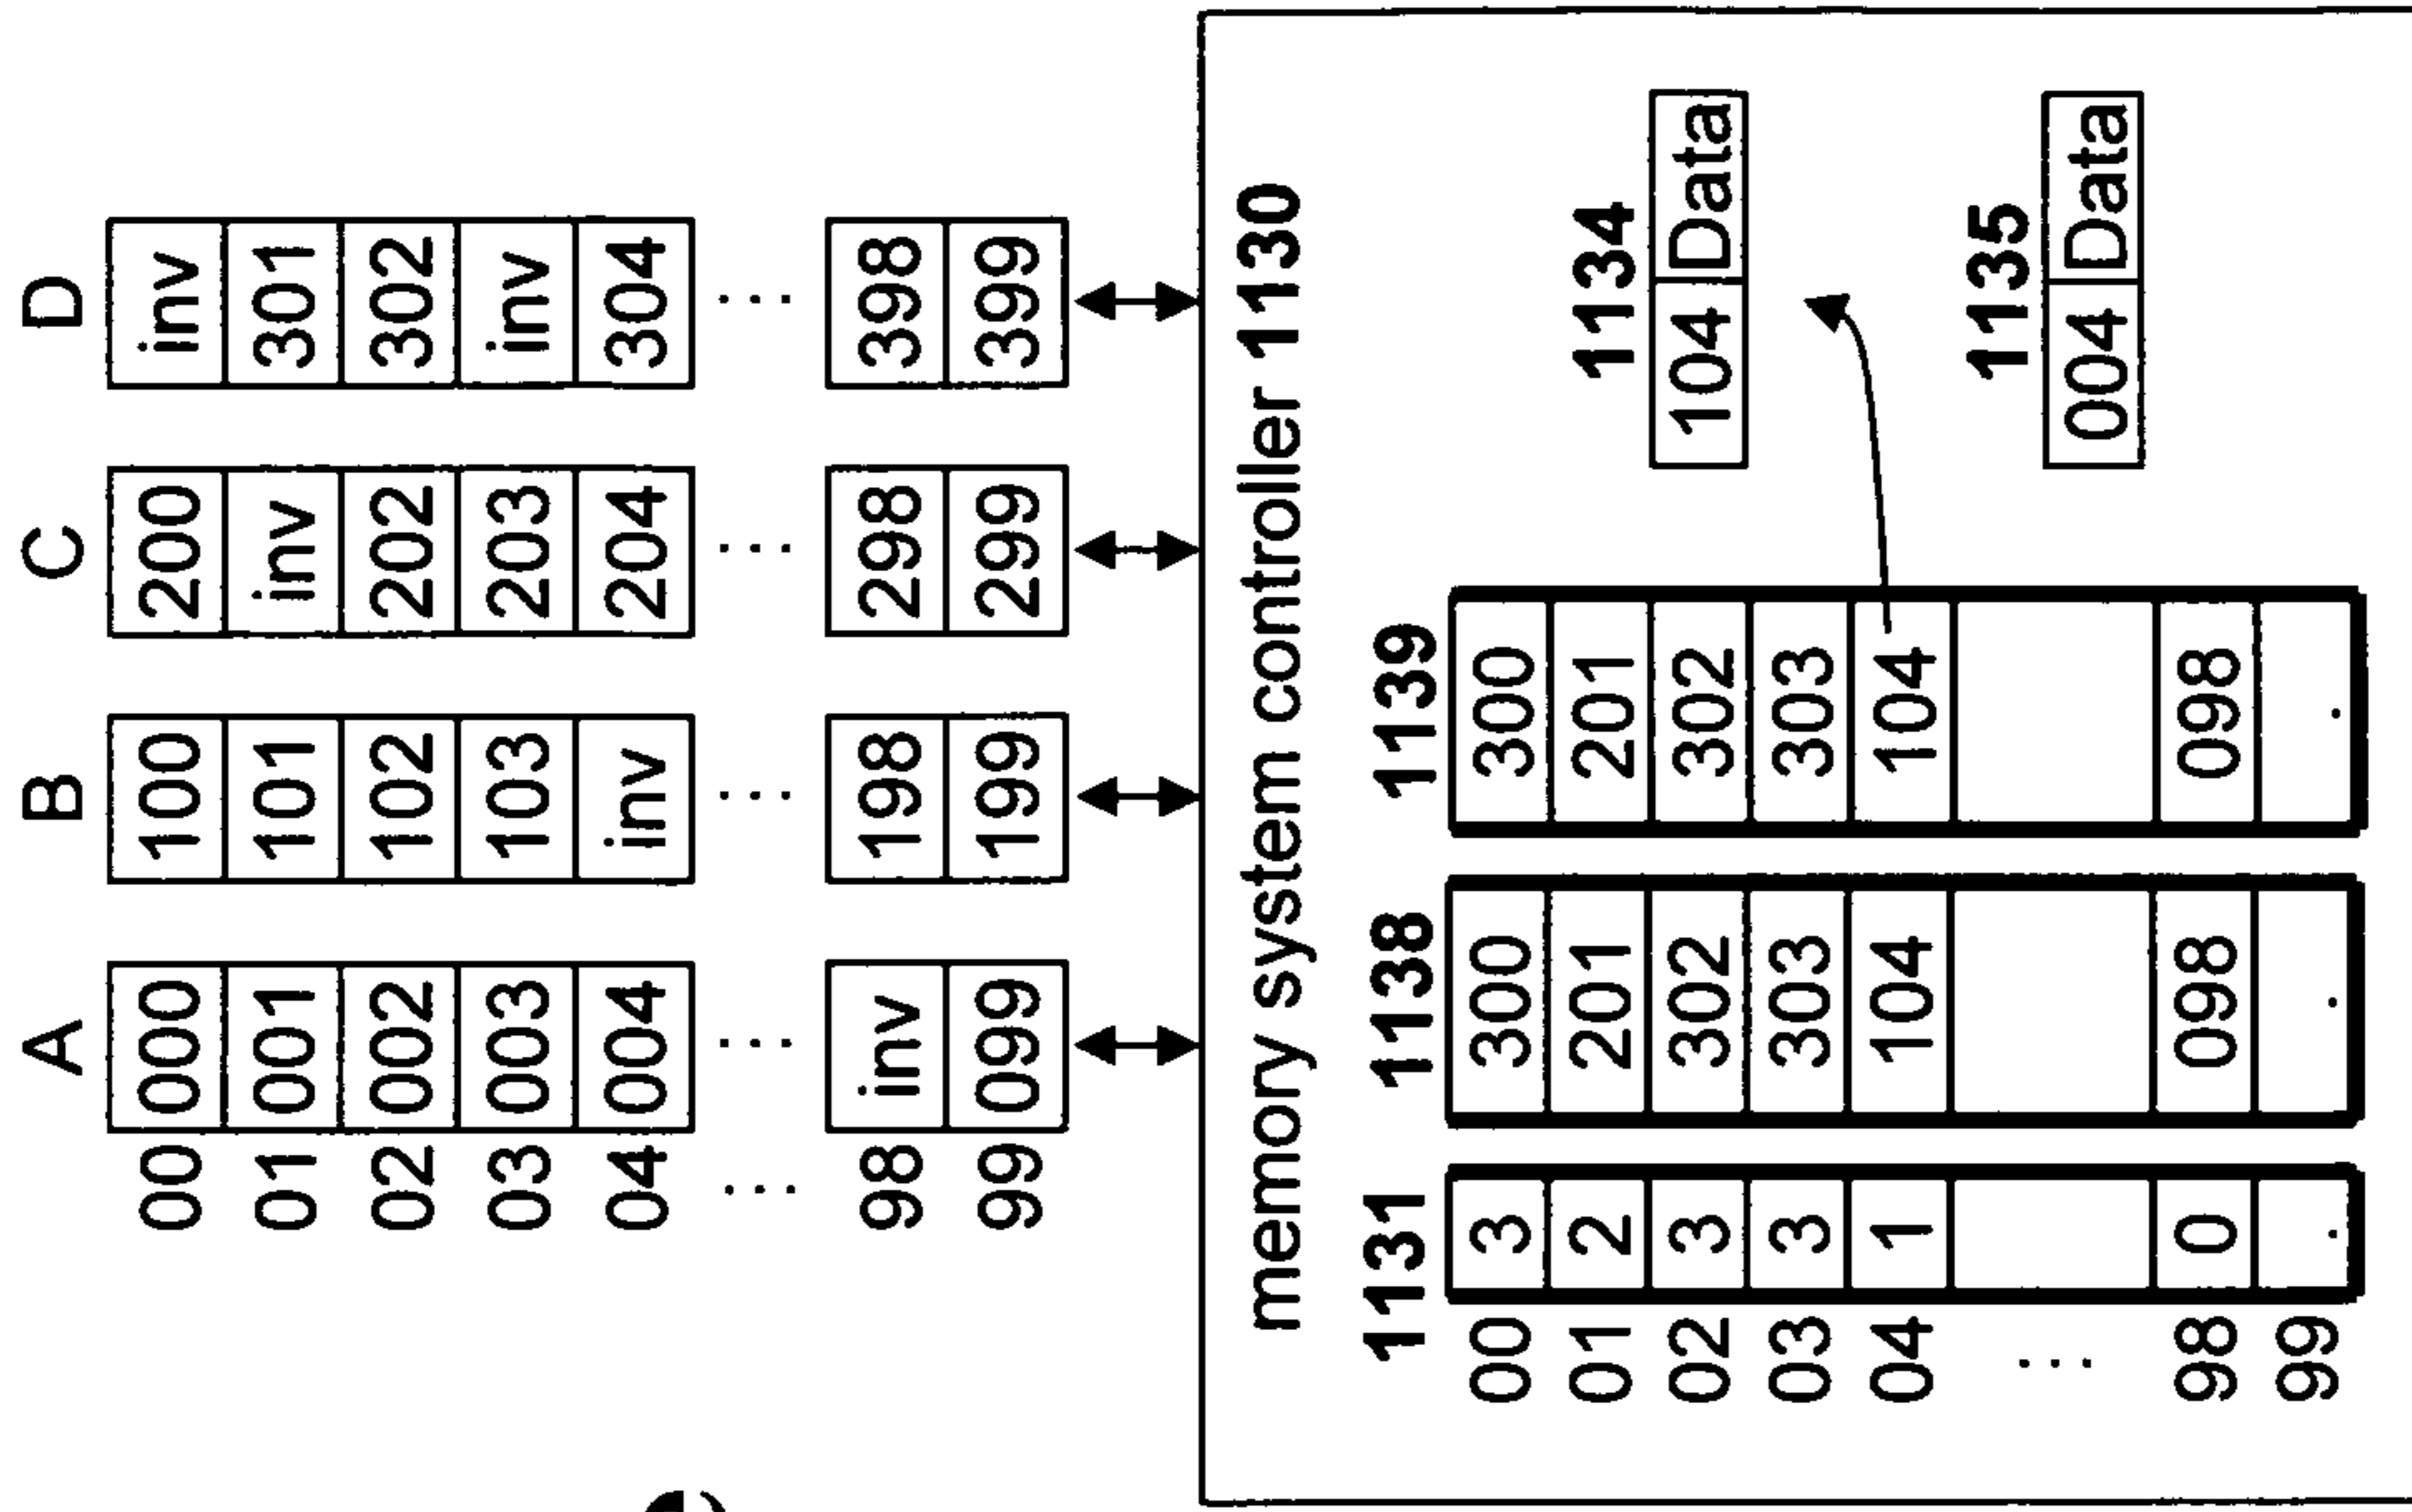 A B C D
00 000 100 200 inv
01 001 101 inv 301
02 002 102 202 302
03 003 103 203 inv
04 004 inv 204 304
... ... ... ... ...
98 inv 198 298 398
99 099 199 299 399
memory system controller 1130
1131 1138 1139
00 3 300 300
01 2 201 201 1134
02 3 302 302 104 Data
03 3 303 303
04 1 104 104
1135
... 004 Data
98 0 098 098
99 . . .